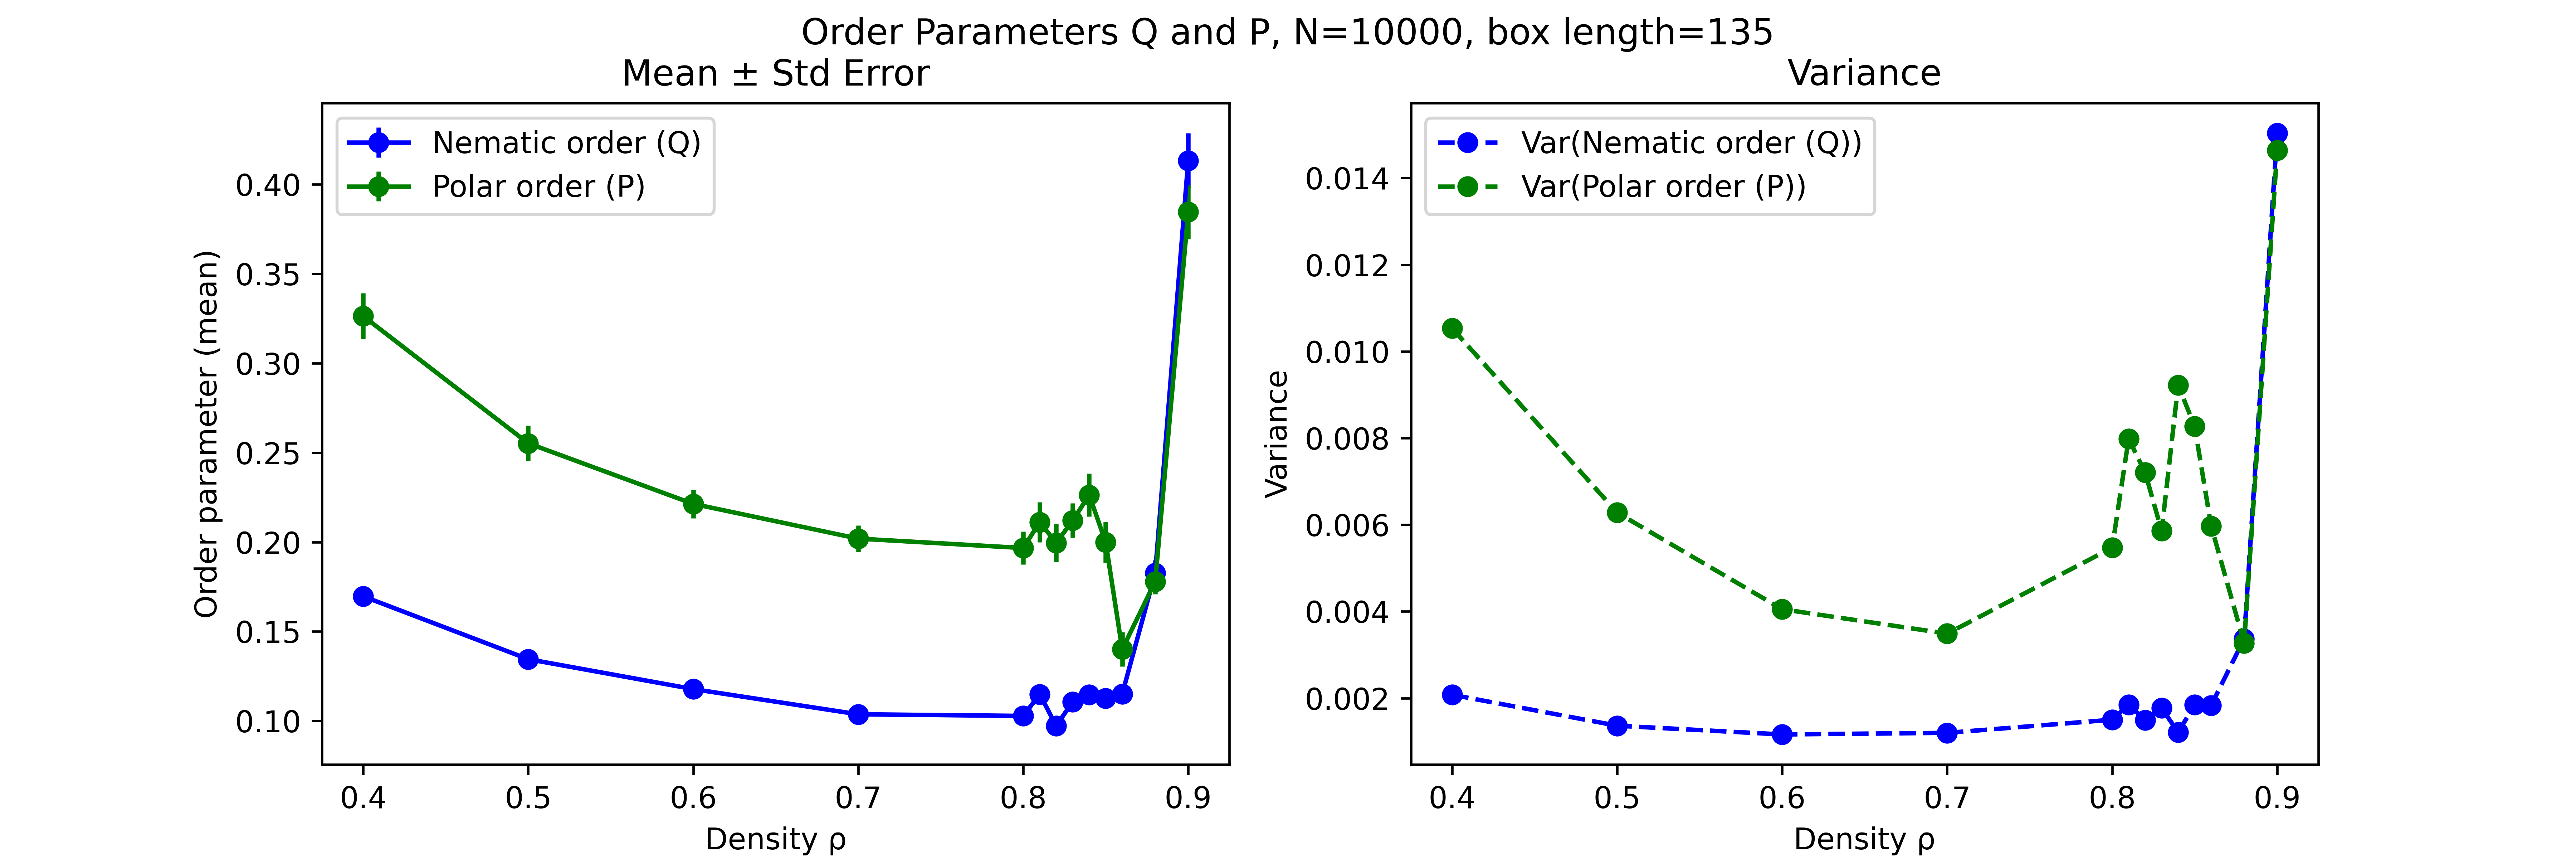 Order Parameters Q and P, N=10000, box length=135
Mean ± Std Error
Nematic order (Q)
Polar order (P)
Order parameter (mean)
0.40
0.35
0.30
0.25
0.20
0.15
0.10
0.4 0.5 0.6 0.7 0.8 0.9
Density ρ
Variance
Var(Nematic order (Q))
Var(Polar order (P))
Variance
0.014
0.012
0.010
0.008
0.006
0.004
0.002
0.4 0.5 0.6 0.7 0.8 0.9
Density ρ